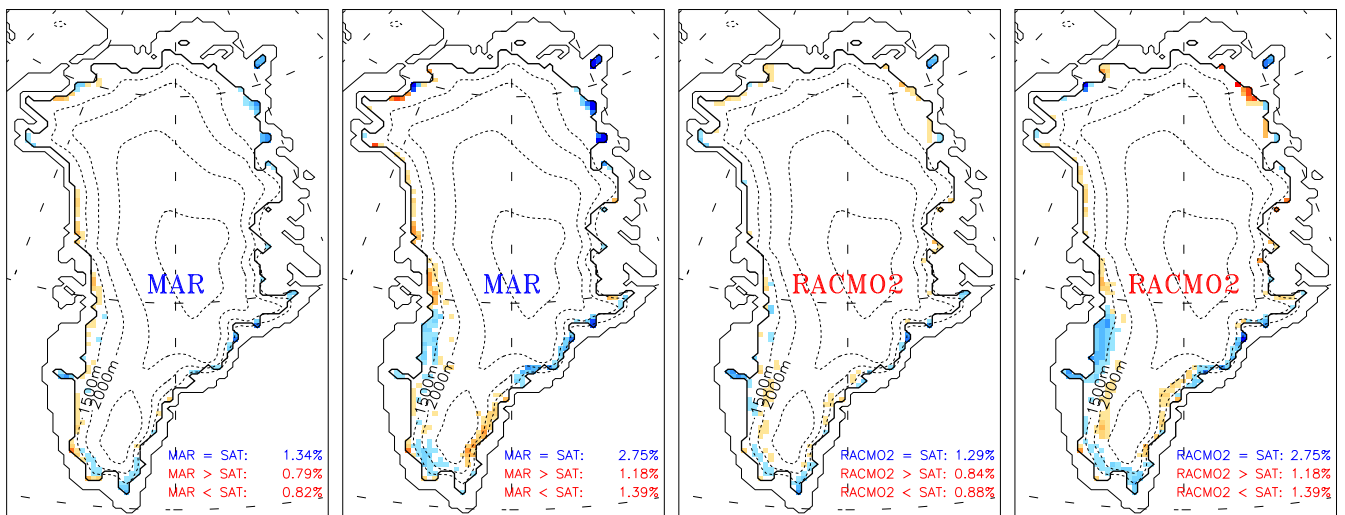 MAR
1500m
2000m
MAR = SAT: 1.34%
MAR > SAT: 0.79%
MAR < SAT: 0.82%
MAR
1500m
2000m
MAR = SAT: 2.75%
MAR > SAT: 1.18%
MAR < SAT: 1.39%
RACMO2
1500m
2000m
RACMO2 = SAT: 1.29%
RACMO2 > SAT: 0.84%
RACMO2 < SAT: 0.88%
RACMO2
1500m
2000m
RACMO2 = SAT: 2.75%
RACMO2 > SAT: 1.18%
RACMO2 < SAT: 1.39%